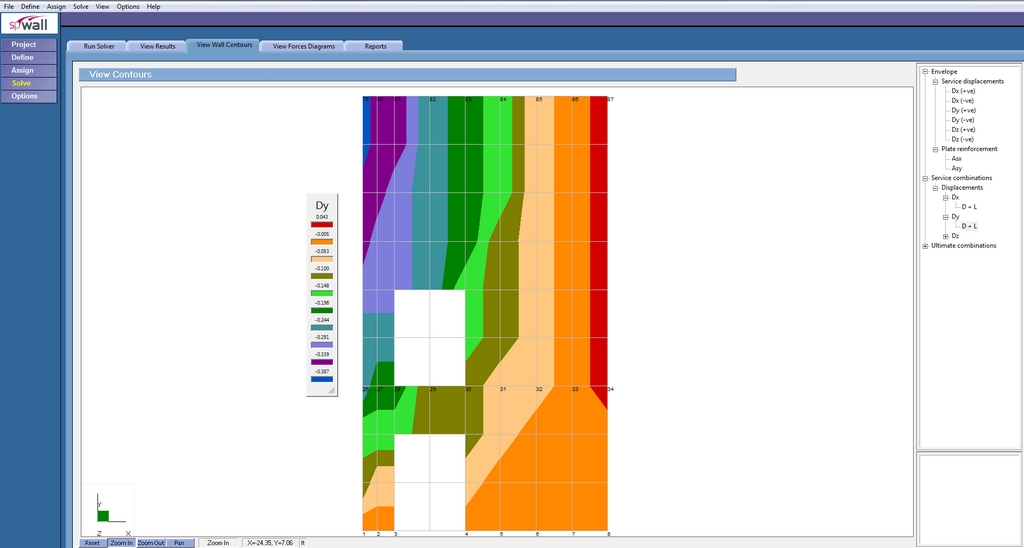 File Define Assign Solve View Options Help
spwall
Project
Define
Assign
Solve
Options
Run Solver View Results View Wall Contours View Forces Diagrams Reports
View Contours
79 82 83 84 85 86 87
Dy
0.043
-0.005
-0.053
-0.100
-0.148
-0.196
-0.244
-0.291
-0.339
-0.387
29 30 31 32 33 34
1 2 3 4 5 6 7 8
Y
Z X
Reset Zoom In Zoom Out Pan Zoom In X=-24.35, Y=7.06 ft
Envelope
Service displacements
Dx (+ve)
Dx (-ve)
Dy (+ve)
Dy (-ve)
Dz (+ve)
Dz (-ve)
Plate reinforcement
Asx
Asy
Service combinations
Displacements
Dx
D + L
Dy
D + L
Dz
Ultimate combinations